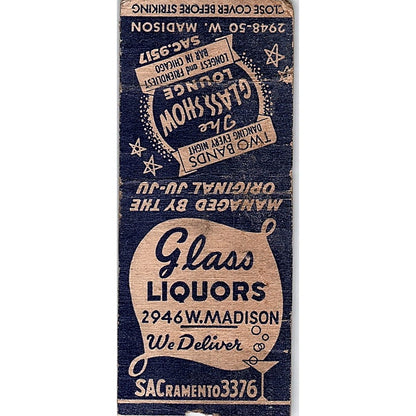 CLOSE COVER BEFORE STRIKING
2948-50 W. MADISON
SAC. 9517
LONGEST and FRIENDLIEST
BAR IN CHICAGO
The
GLASS SHOW
LOUNGE
TWO BANDS
DANCING EVERY NIGHT
MANAGED BY THE
ORIGINAL JU-JU
Glass
LIQUORS
2946 W. MADISON
We Deliver
SACRAMENTO 3376